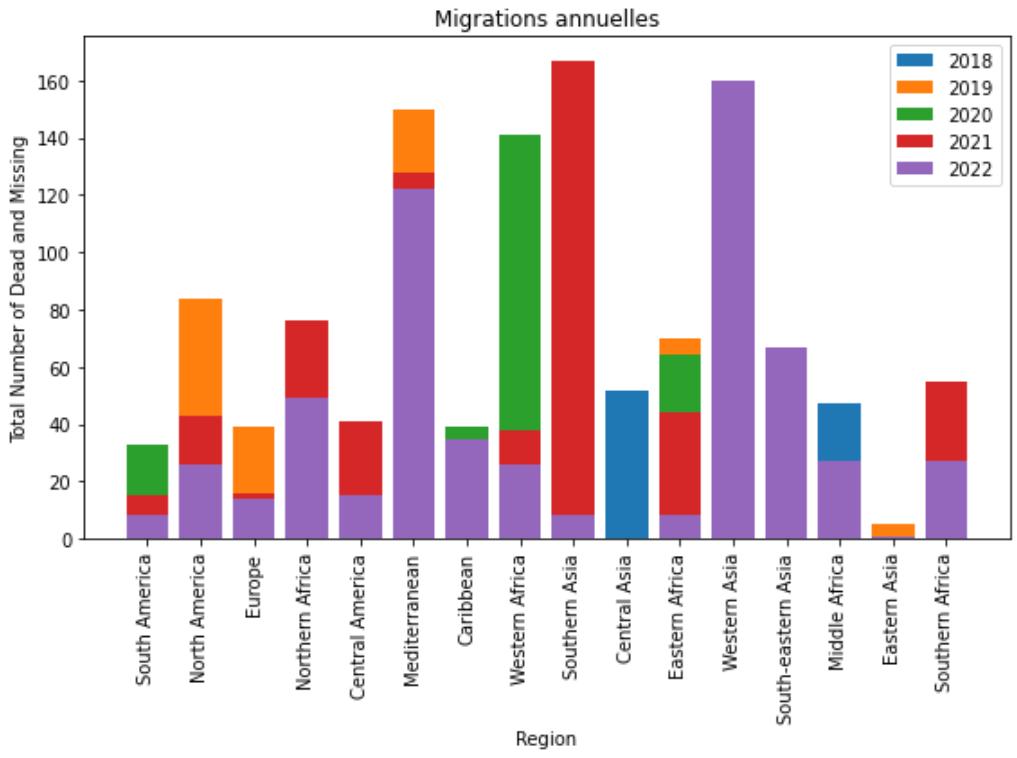 Migrations annuelles
Total Number of Dead and Missing
160
140
120
100
80
60
40
20
0
2018
2019
2020
2021
2022
South America
North America
Europe
Northern Africa
Central America
Mediterranean
Caribbean
Western Africa
Southern Asia
Central Asia
Eastern Africa
Western Asia
South-eastern Asia
Middle Africa
Eastern Asia
Southern Africa
Region